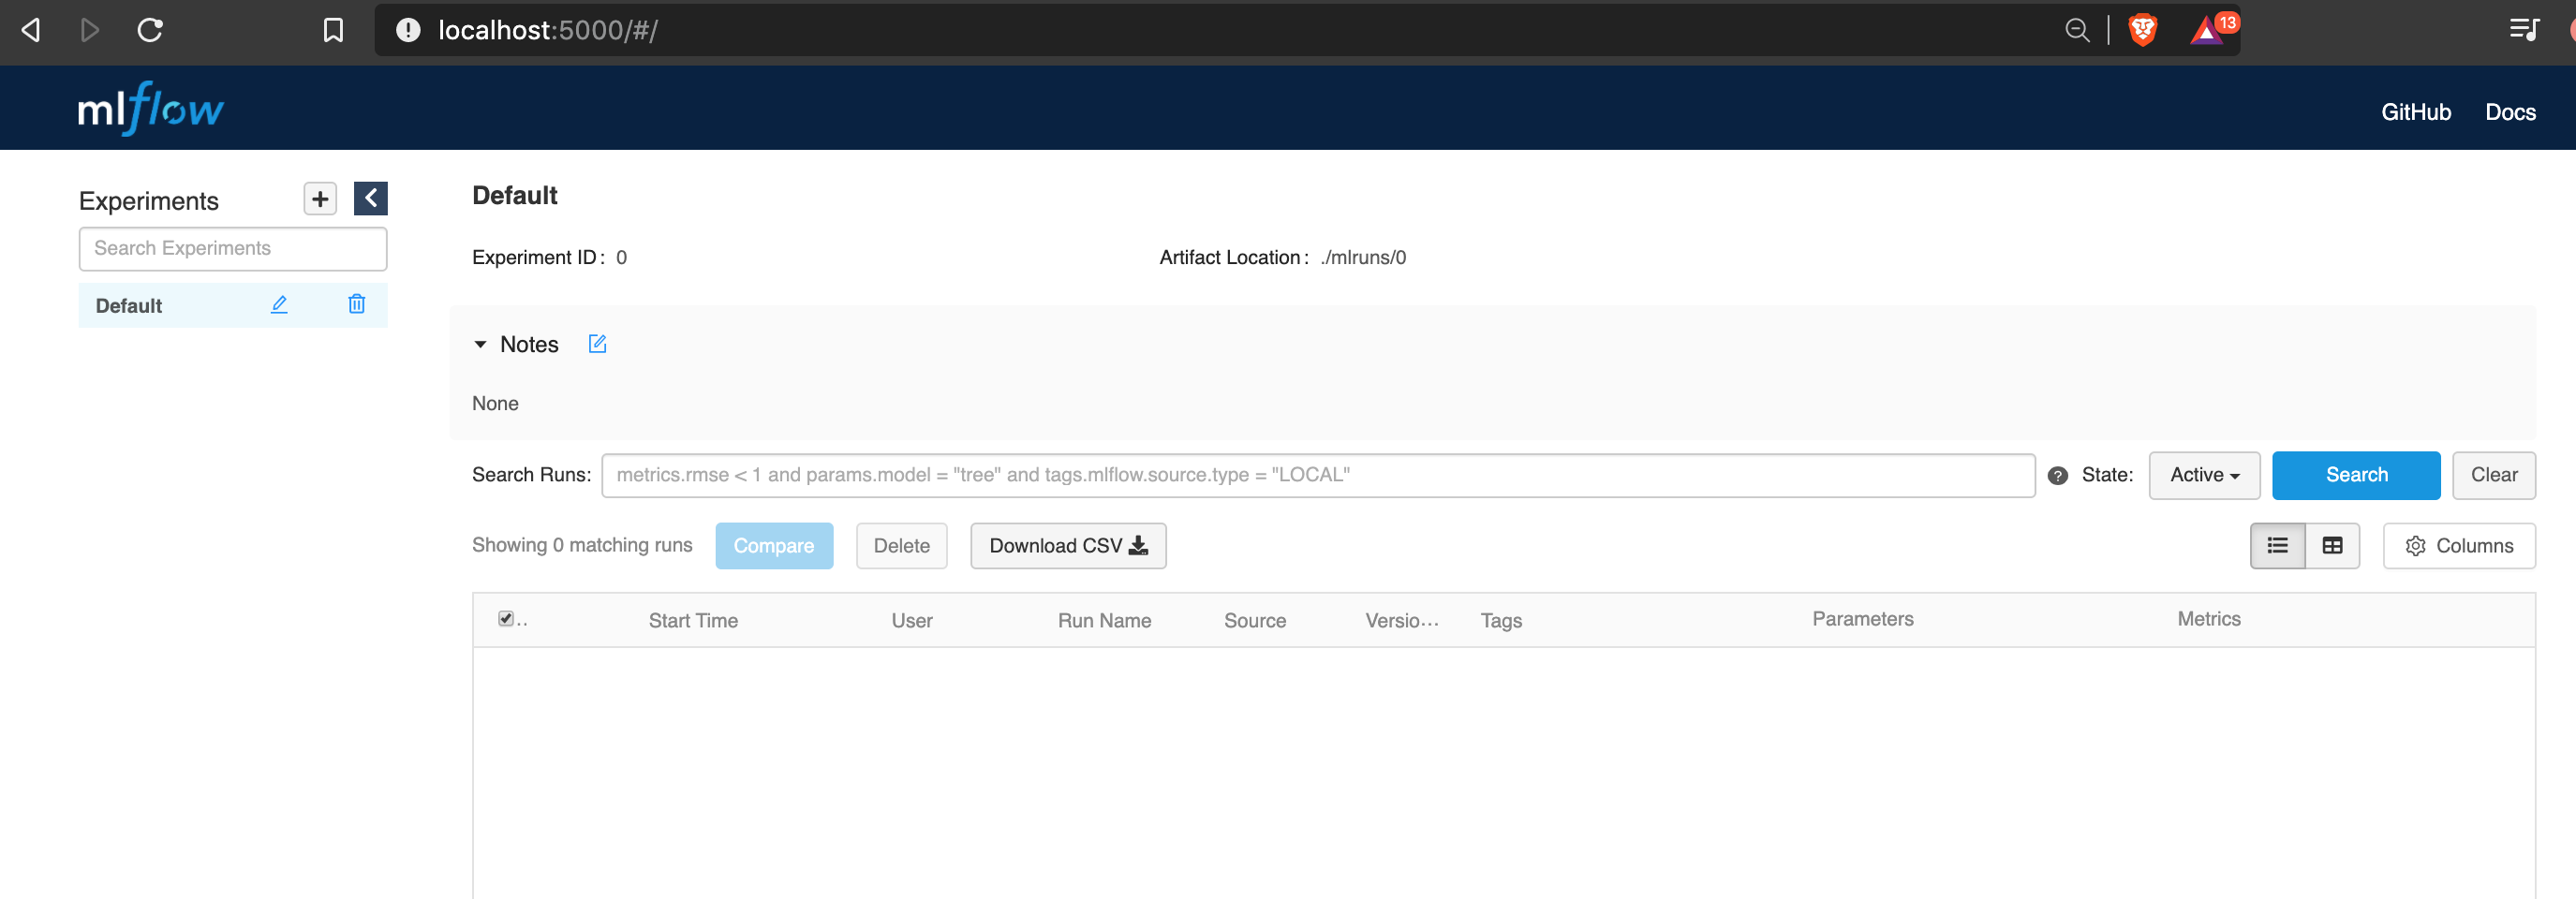 localhost:5000/#/
13
mlflow
GitHub Docs
Experiments
Search Experiments
Default
Default
Experiment ID: 0
Artifact Location: ./mlruns/0
Notes
None
Search Runs: metrics.rmse < 1 and params.model = "tree" and tags.mlflow.source.type = "LOCAL" ? State: Active Search Clear
Showing 0 matching runs Compare Delete Download CSV Columns
.. Start Time User Run Name Source Versio... Tags Parameters Metrics